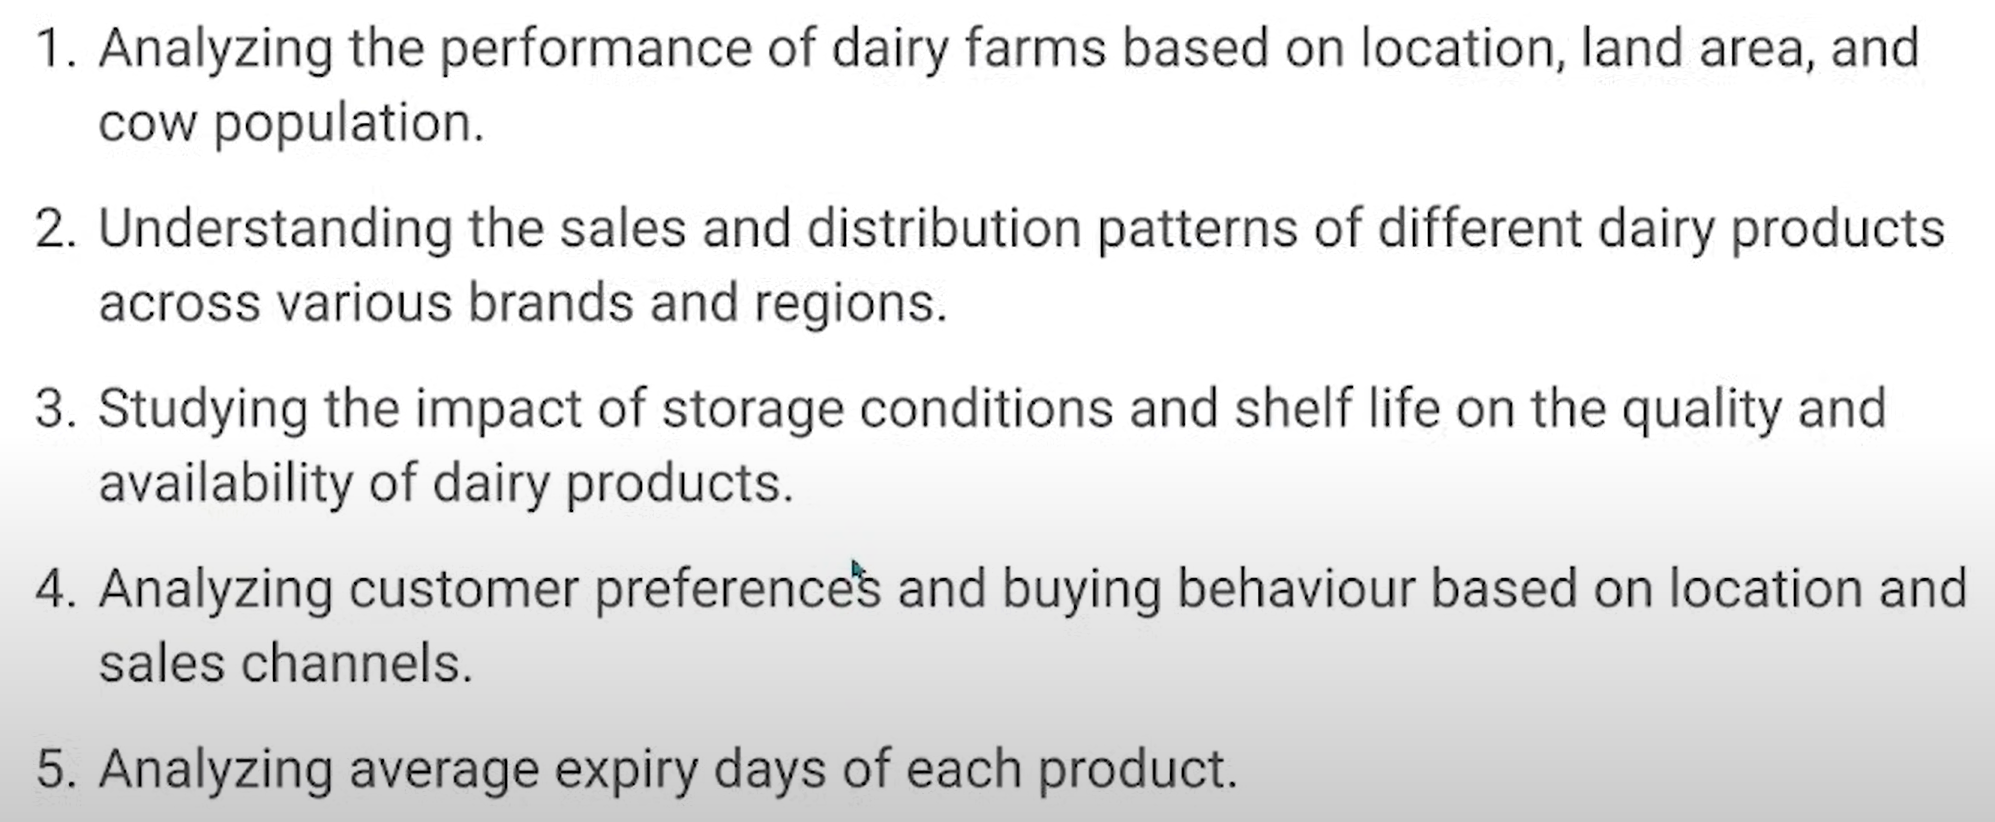 1. Analyzing the performance of dairy farms based on location, land area, and
cow population.
2. Understanding the sales and distribution patterns of different dairy products
across various brands and regions.
3. Studying the impact of storage conditions and shelf life on the quality and
availability of dairy products.
4. Analyzing customer preferences and buying behaviour based on location and
sales channels.
5. Analyzing average expiry days of each product.